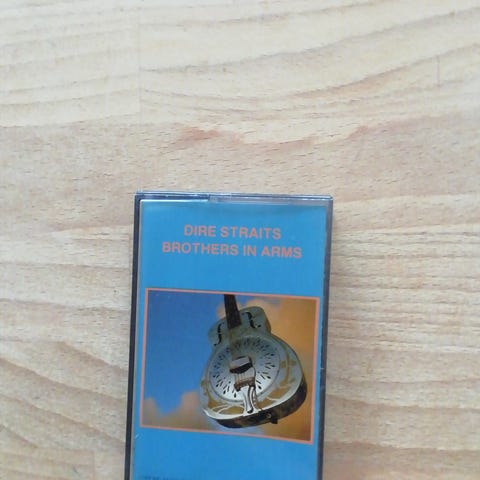 DIRE STRAITS
BROTHERS IN ARMS